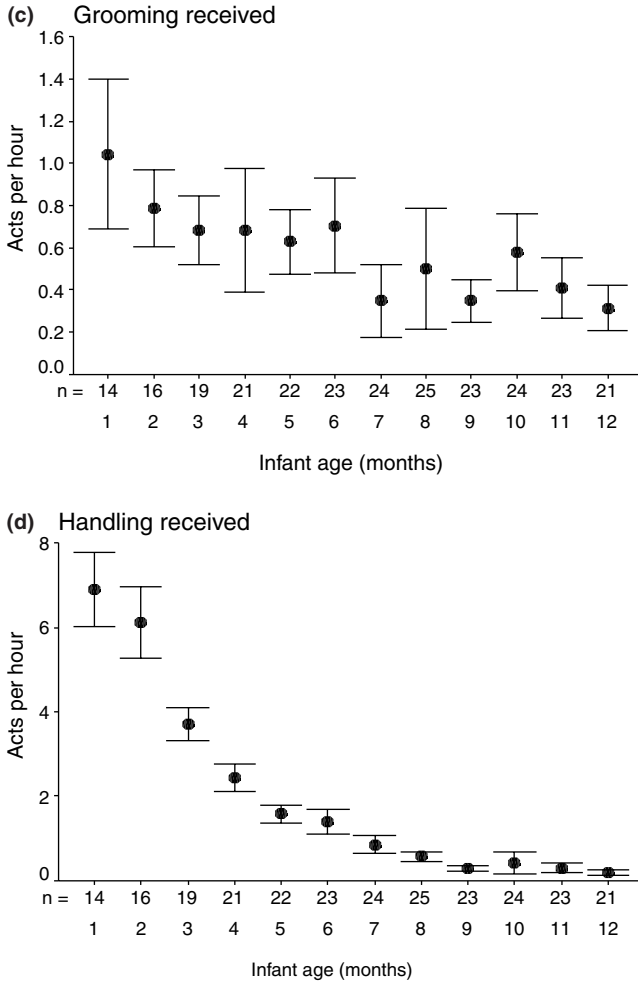 (c) Grooming received
Acts per hour
1.6
1.4
1.2
1.0
0.8
0.6
0.4
0.2
0.0
n = 14 16 19 21 22 23 24 25 23 24 23 21
1 2 3 4 5 6 7 8 9 10 11 12
Infant age (months)
(d) Handling received
Acts per hour
8
6
4
2
0
n = 14 16 19 21 22 23 24 25 23 24 23 21
1 2 3 4 5 6 7 8 9 10 11 12
Infant age (months)